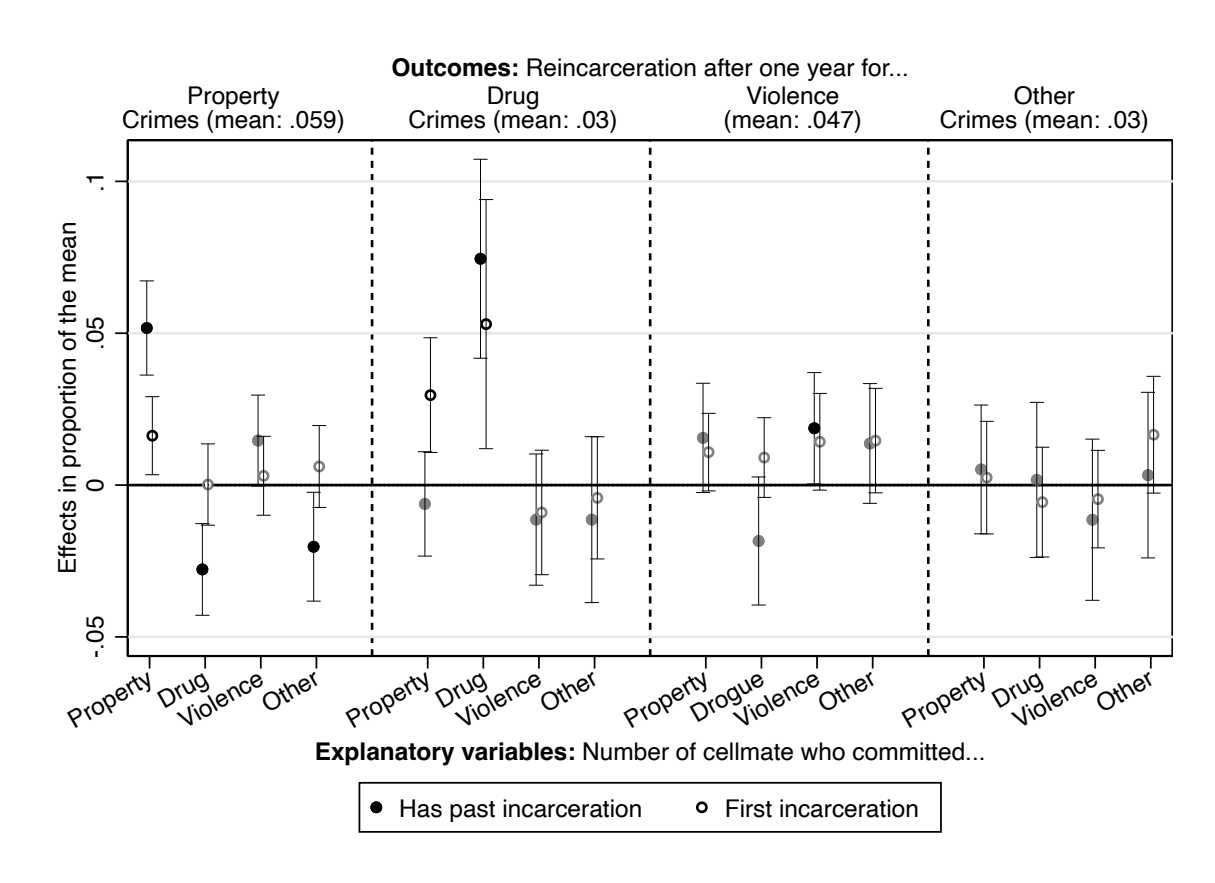 Outcomes: Reincarceration after one year for...
Property Drug Violence Other
Crimes (mean: .059) Crimes (mean: .03) (mean: .047) Crimes (mean: .03)
Effects in proportion of the mean
.1
.05
0
-.05
Property Drug Violence Other Property Drug Violence Other Property Drogue Violence Other Property Drug Violence Other
Explanatory variables: Number of cellmate who committed...
Has past incarceration First incarceration